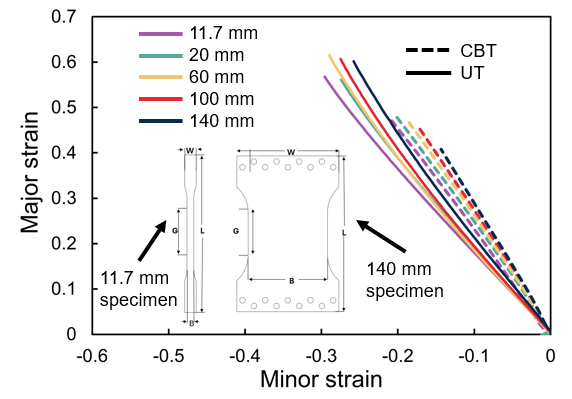 0.7
0.6
0.5
0.4
0.3
0.2
0.1
0
Major strain
11.7 mm
20 mm
60 mm
100 mm
140 mm
CBT
UT
W
G
L
B
11.7 mm
specimen
W
G
L
B
140 mm
specimen
-0.6
-0.5
-0.4
-0.3
-0.2
-0.1
0
Minor strain